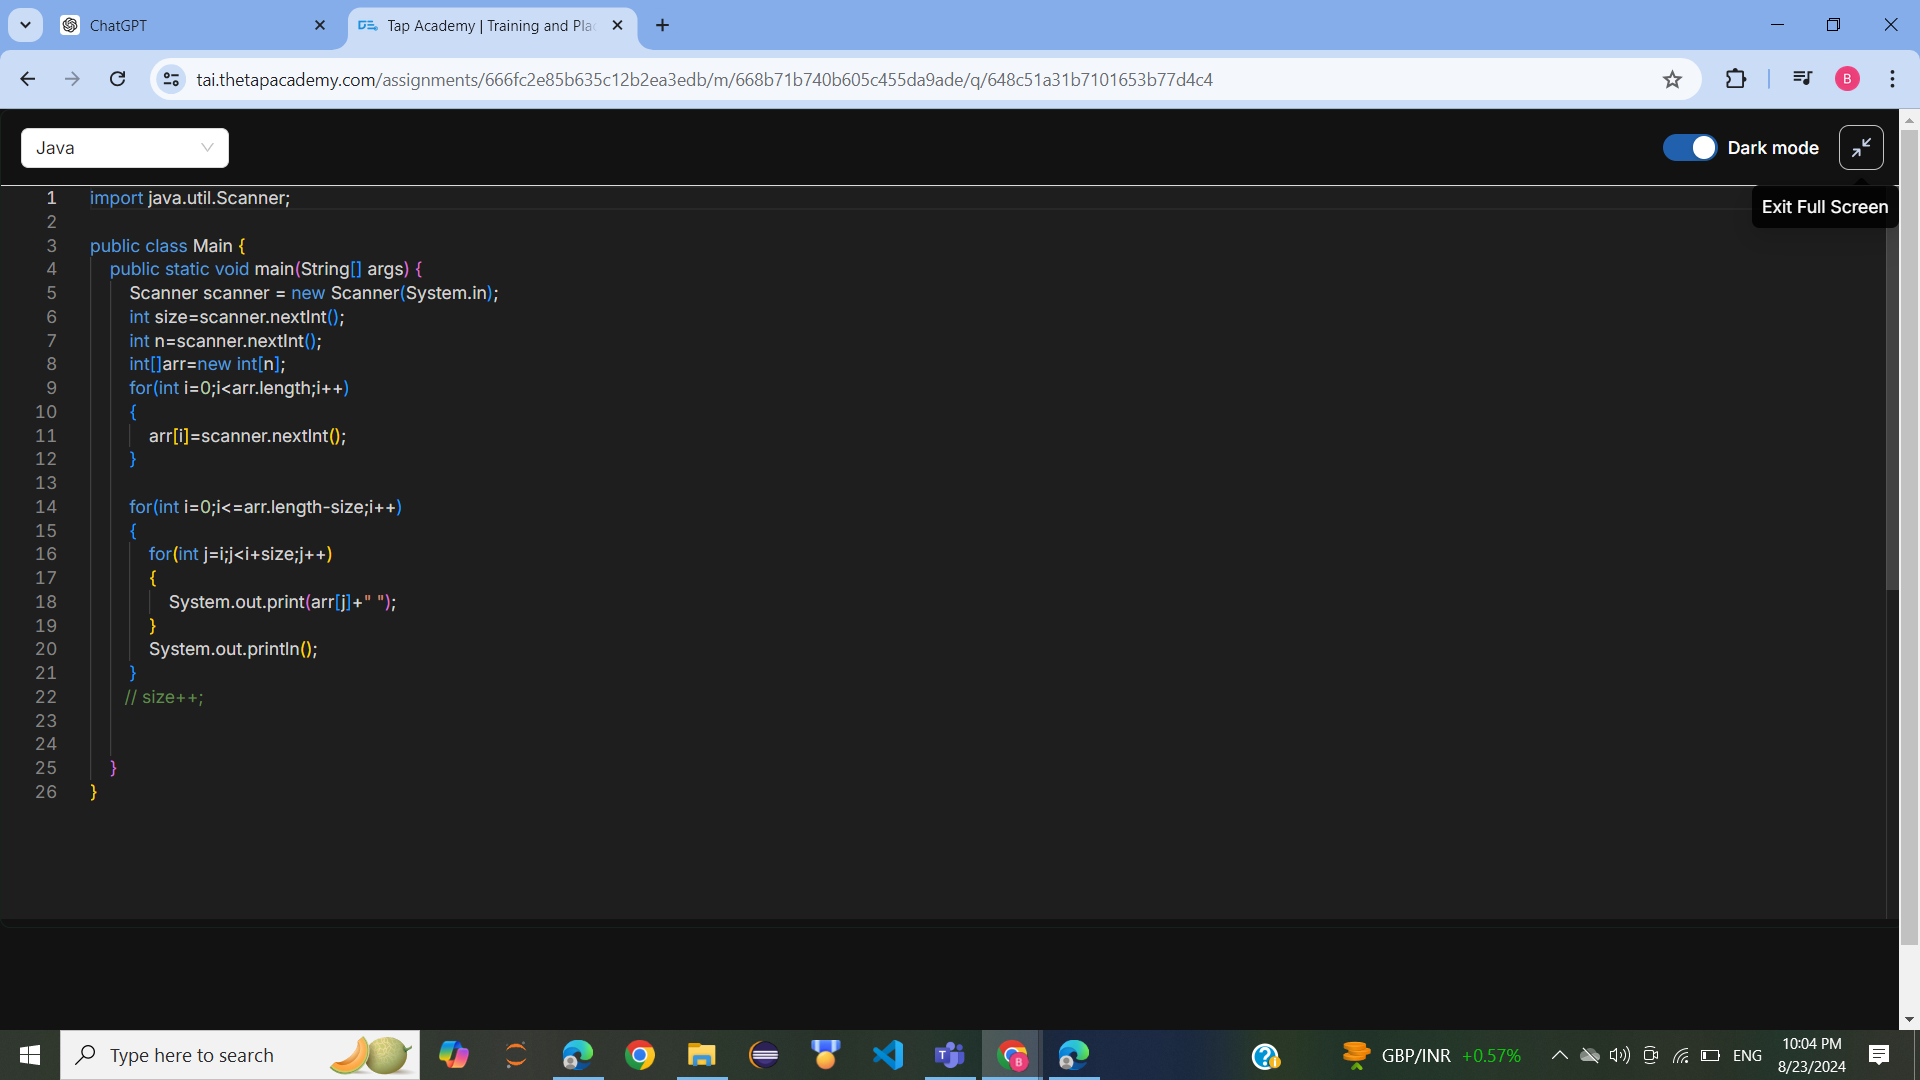 ChatGPT
Tap Academy | Training and Plac
tai.thetapacademy.com/assignments/666fc2e85b635c12b2ea3edb/m/668b71b740b605c455da9ade/q/648c51a31b7101653b77d4c4
B
Java
Dark mode
Exit Full Screen
1 import java.util.Scanner;
2
3 public class Main {
4 public static void main(String[] args) {
5 Scanner scanner = new Scanner(System.in);
6 int size=scanner.nextInt();
7 int n=scanner.nextInt();
8 int[]arr=new int[n];
9 for(int i=0;i<arr.length;i++)
10 {
11 arr[i]=scanner.nextInt();
12 }
13
14 for(int i=0;i<=arr.length-size;i++)
15 {
16 for(int j=i;j<i+size;j++)
17 {
18 System.out.print(arr[j]+" ");
19 }
20 System.out.println();
21 }
22 // size++;
23
24
25 }
26 }
Type here to search
GBP/INR +0.57%
ENG
10:04 PM
8/23/2024